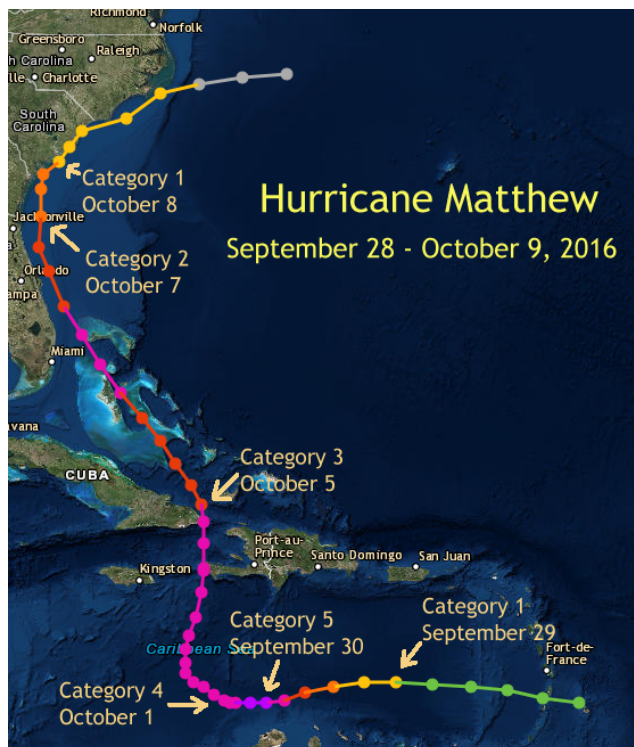 Richmond
Norfolk
Greensboro
Raleigh
h Carolina
lle
Charlotte
South
Carolina
Category 1
October 8
Hurricane Matthew
September 28 - October 9, 2016
Jacksonville
Category 2
October 7
Orlando
ampa
Miami
avana
CUBA
Category 3
October 5
Port-au-
Prince
Santo Domingo
San Juan
Kingston
Category 1
September 29
Category 5
September 30
Caribbean Sea
Fort-de-
France
Category 4
October 1